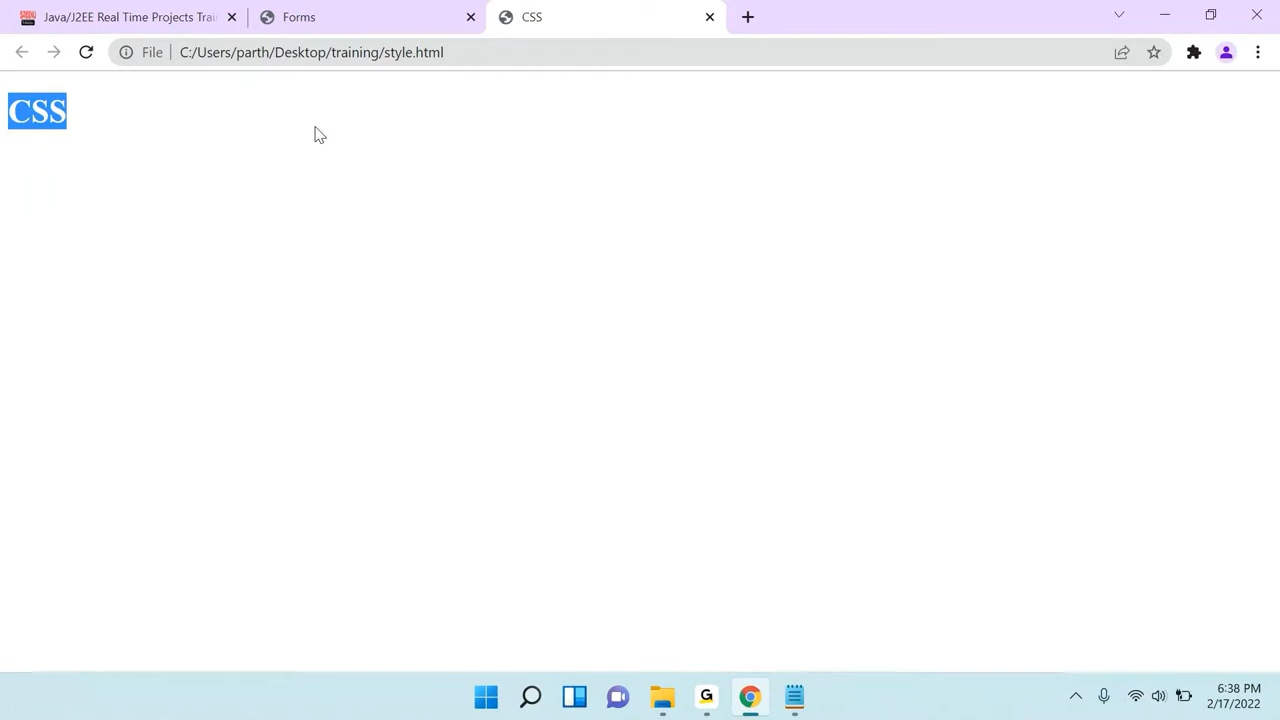 Java/J2EE Real Time Projects Trai
Forms
CSS
File
C:/Users/parth/Desktop/training/style.html
CSS
G
6:38 PM
2/17/2022